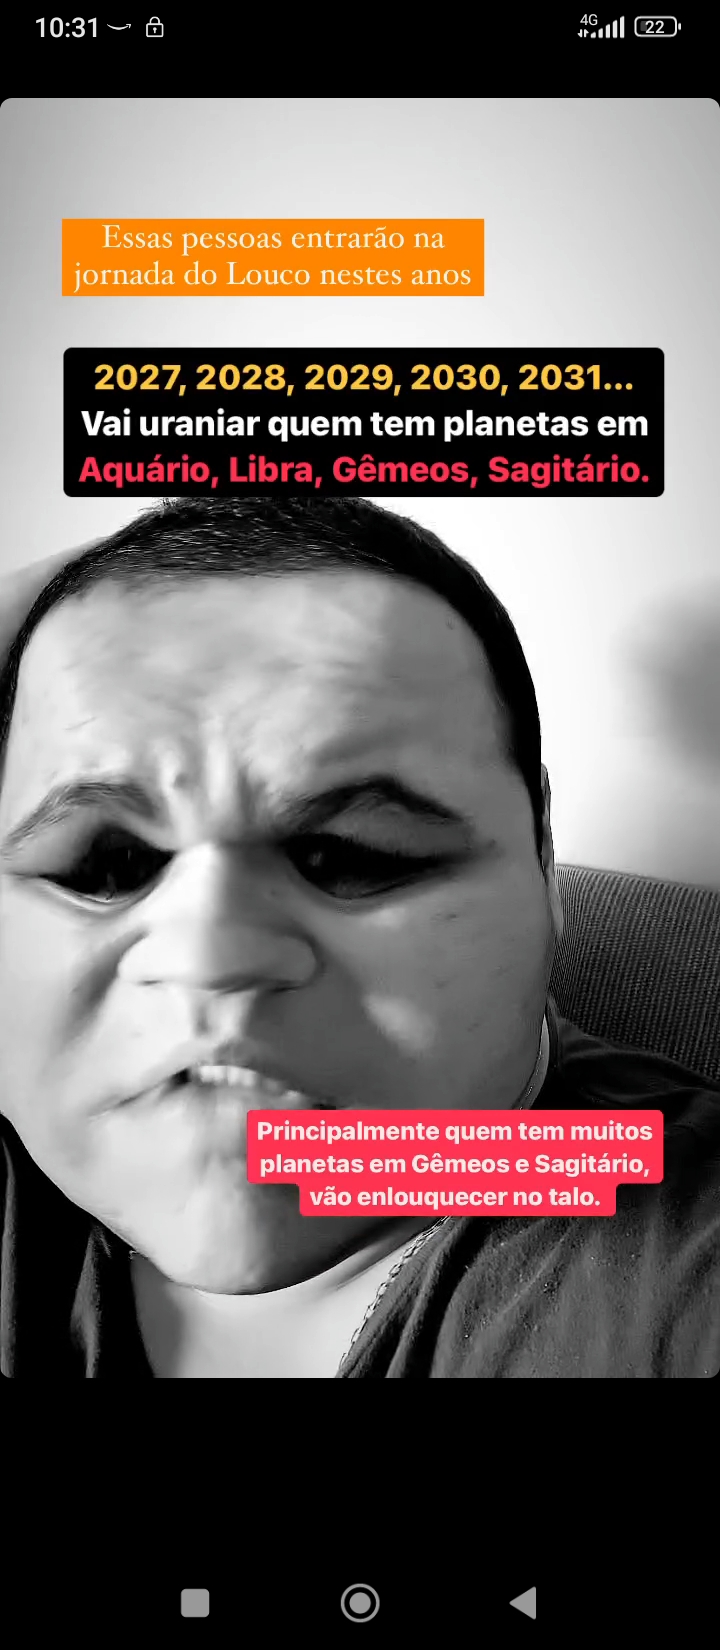 10:31
4G
22
Essas pessoas entrarão na
jornada do Louco nestes anos
2027, 2028, 2029, 2030, 2031...
Vai uraniar quem tem planetas em
Aquário, Libra, Gêmeos, Sagitário.
Principalmente quem tem muitos
planetas em Gêmeos e Sagitário,
vão enlouquecer no talo.